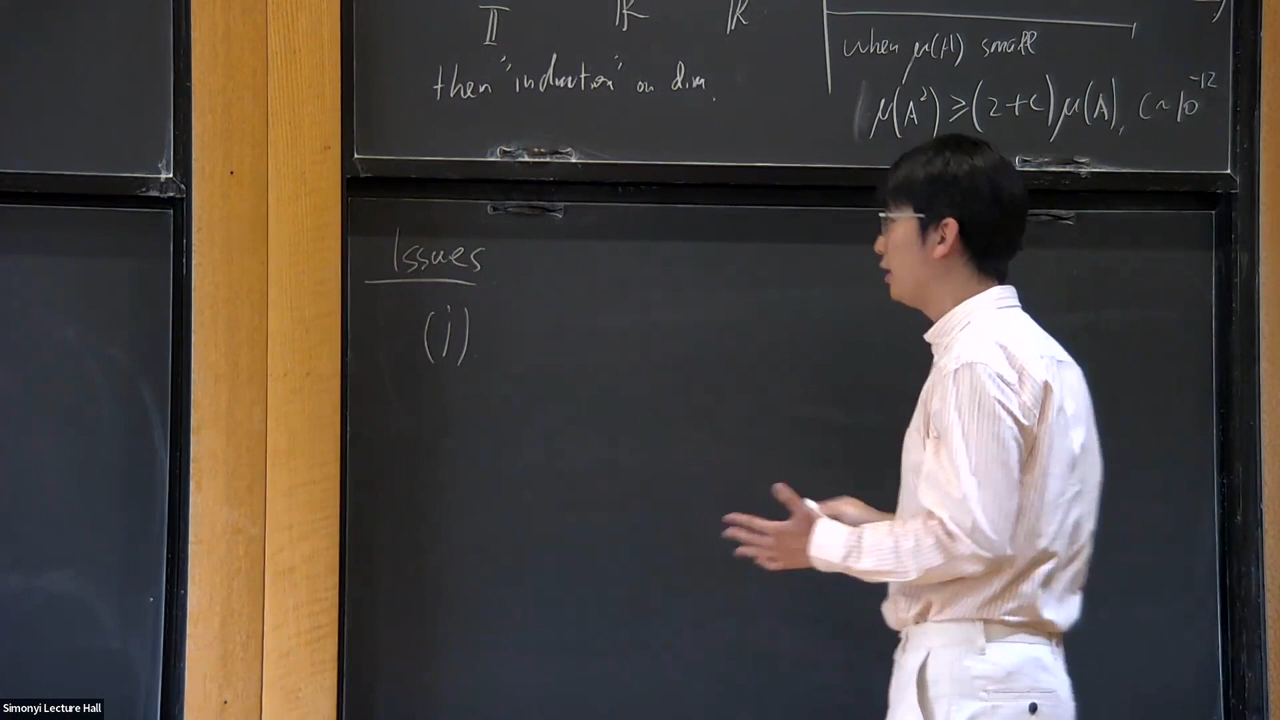 II ℝ ℝ
then "induction" on dim.
when μ(A) small
μ(A²) ≥ (2+c)μ(A), c~10⁻¹²
Issues
(i)
Simonyi Lecture Hall